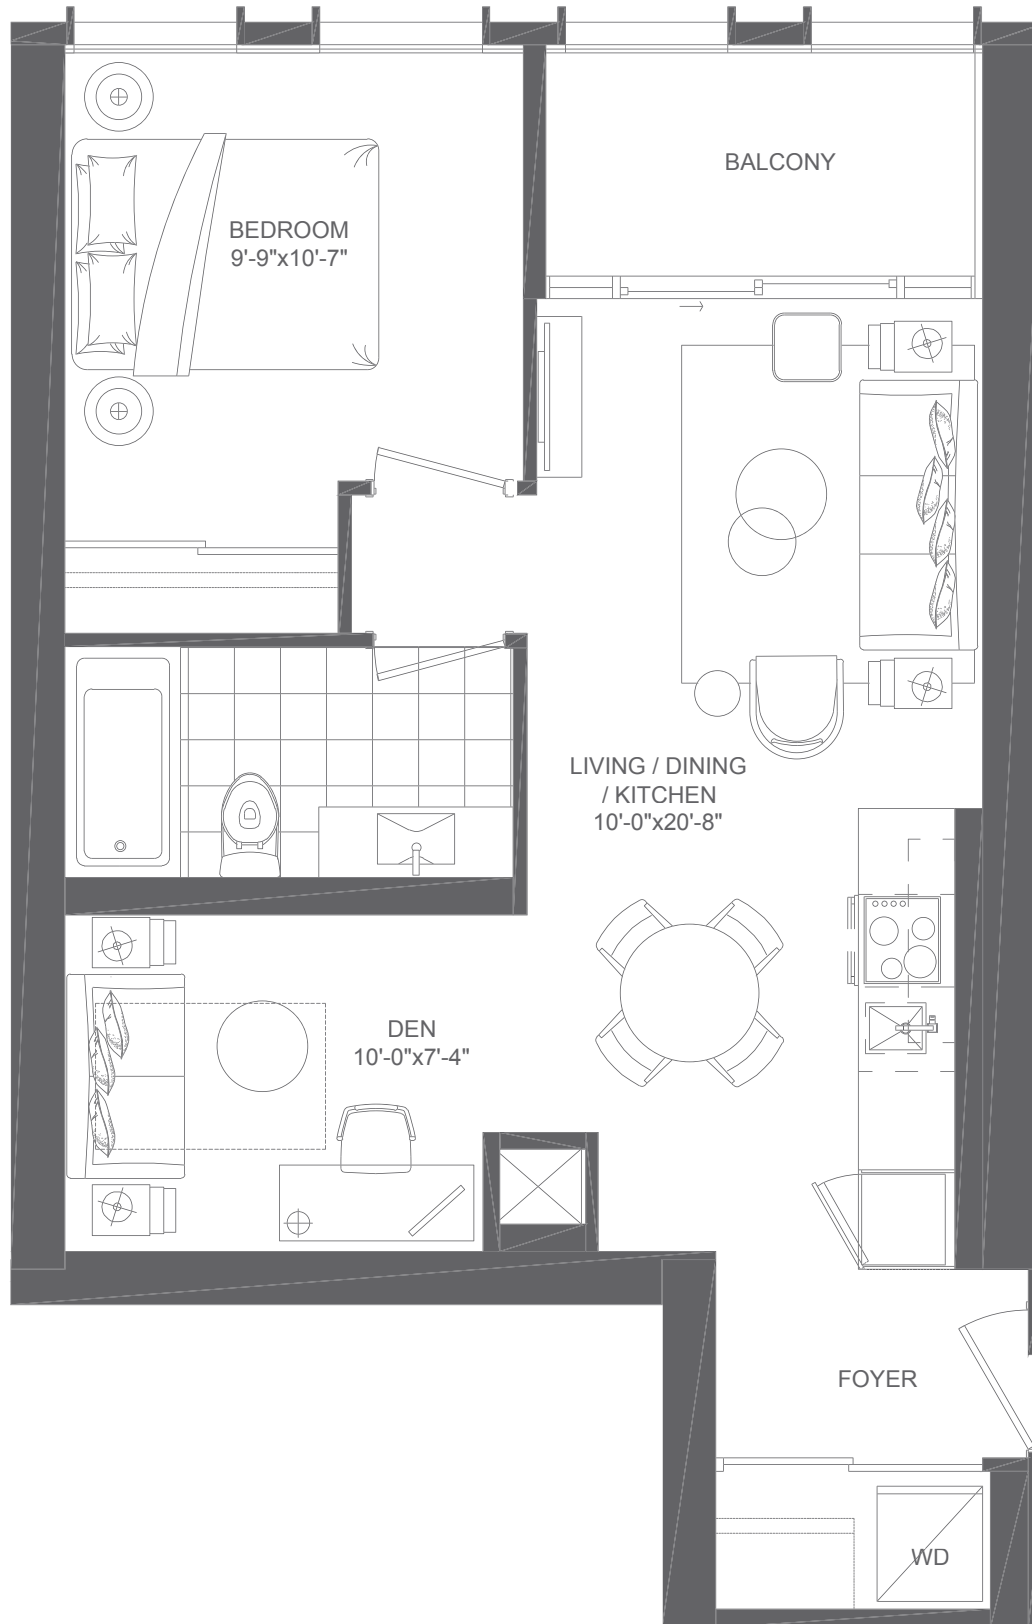 BALCONY
BEDROOM
9'-9"x10'-7"
LIVING / DINING
/ KITCHEN
10'-0"x20'-8"
DEN
10'-0"x7'-4"
FOYER
WD